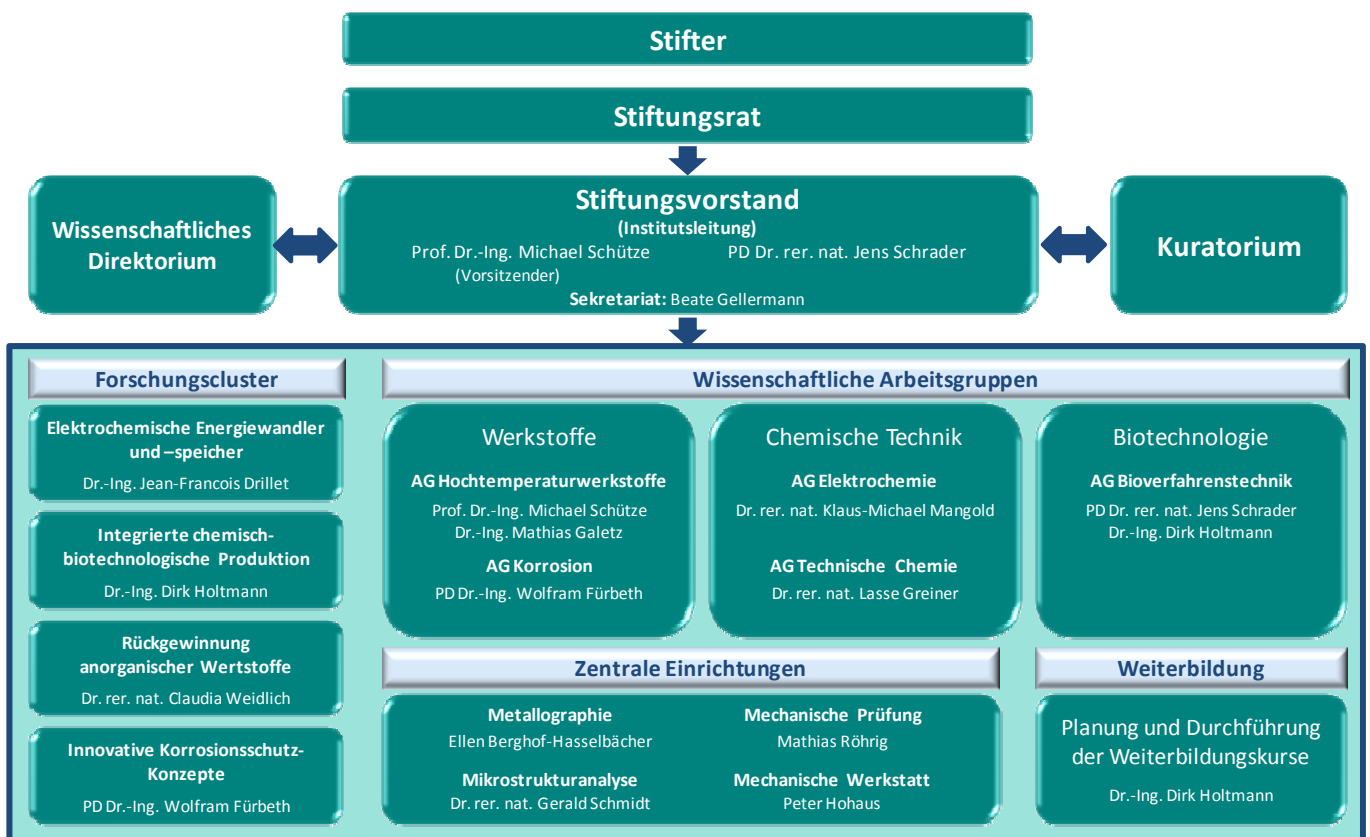 Stifter
Stiftungsrat
Wissenschaftliches
Direktorium
Stiftungsvorstand
(Institutsleitung)
Prof. Dr.-Ing. Michael Schütze PD Dr. rer. nat. Jens Schrader
(Vorsitzender)
Sekretariat: Beate Gellermann
Kuratorium
Forschungscluster
Elektrochemische Energiewandler
und –speicher
Dr.-Ing. Jean-Francois Drillet
Integrierte chemisch-
biotechnologische Produktion
Dr.-Ing. Dirk Holtmann
Rückgewinnung
anorganischer Wertstoffe
Dr. rer. nat. Claudia Weidlich
Innovative Korrosionsschutz-
Konzepte
PD Dr.-Ing. Wolfram Fürbeth
Wissenschaftliche Arbeitsgruppen
Werkstoffe
AG Hochtemperaturwerkstoffe
Prof. Dr.-Ing. Michael Schütze
Dr.-Ing. Mathias Galetz
AG Korrosion
PD Dr.-Ing. Wolfram Fürbeth
Chemische Technik
AG Elektrochemie
Dr. rer. nat. Klaus-Michael Mangold
AG Technische Chemie
Dr. rer. nat. Lasse Greiner
Biotechnologie
AG Bioverfahrenstechnik
PD Dr. rer. nat. Jens Schrader
Dr.-Ing. Dirk Holtmann
Zentrale Einrichtungen
Metallographie
Ellen Berghof-Hasselbächer
Mechanische Prüfung
Mathias Röhrig
Mikrostrukturanalyse
Dr. rer. nat. Gerald Schmidt
Mechanische Werkstatt
Peter Hohaus
Weiterbildung
Planung und Durchführung
der Weiterbildungskurse
Dr.-Ing. Dirk Holtmann